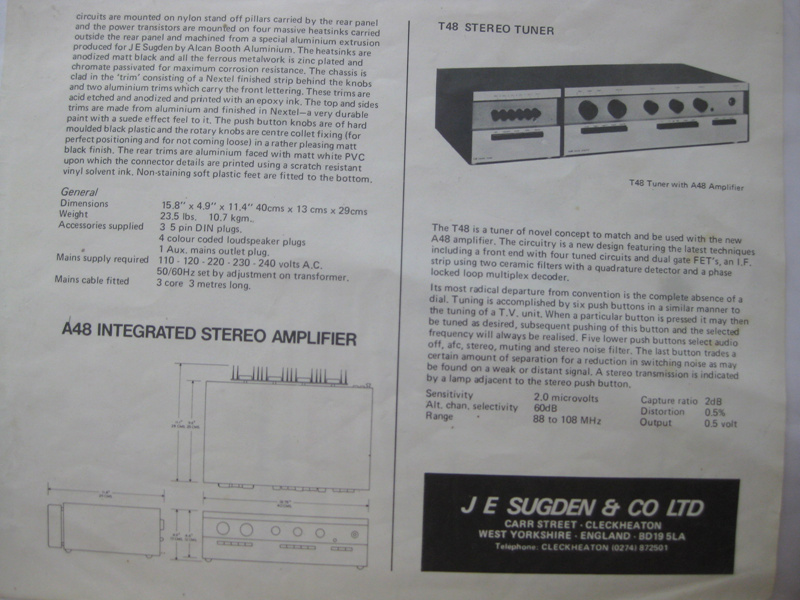 circuits are mounted on nylon stand off pillars carried by the rear panel
and the power transistors are mounted on four massive heatsinks carried
outside the rear panel and machined from a special aluminium extrusion
produced for J E Sugden by Alcan Booth Aluminium. The heatsinks are
anodized matt black and all the ferrous metalwork is zinc plated and
chromate passivated for maximum corrosion resistance. The chassis is
clad in the 'trim' consisting of a Nextel finished strip behind the knobs
and two aluminium trims which carry the front lettering. These trims are
acid etched and anodized and printed with an epoxy ink. The top and sides
trims are made from aluminium and finished in Nextel—a very durable
paint with a suede effect feel to it. The push button knobs are of hard
moulded black plastic and the rotary knobs are centre collet fixing (for
perfect positioning and for not coming loose) in a rather pleasing matt
black finish. The rear trims are aluminium faced with matt white PVC
upon which the connector details are printed using a scratch resistant
vinyl solvent ink. Non-staining soft plastic feet are fitted to the bottom.
General
Dimensions 15.8" x 4.9" x 11.4" 40cms x 13 cms x 29cms
Weight 23.5 lbs. 10.7 kgm.
Accessories supplied 3 5 pin DIN plugs.
4 colour coded loudspeaker plugs
1 Aux. mains outlet plug.
Mains supply required 110 - 120 - 220 - 230 - 240 volts A.C.
50/60Hz set by adjustment on transformer.
Mains cable fitted 3 core 3 metres long.
A48 INTEGRATED STEREO AMPLIFIER
T48 STEREO TUNER
T48 Tuner with A48 Amplifier
The T48 is a tuner of novel concept to match and be used with the new
A48 amplifier. The circuitry is a new design featuring the latest techniques
including a front end with four tuned circuits and dual gate FET's, an I.F.
strip using two ceramic filters with a quadrature detector and a phase
locked loop multiplex decoder.
Its most radical departure from convention is the complete absence of a
dial. Tuning is accomplished by six push buttons in a similar manner to
the tuning of a T.V. unit. When a particular button is pressed it may then
be tuned as desired, subsequent pushing of this button and the selected
frequency will always be realised. Five lower push buttons select audio
off, afc, stereo, muting and stereo noise filter. The last button trades a
certain amount of separation for a reduction in switching noise as may
be found on a weak or distant signal. A stereo transmission is indicated
by a lamp adjacent to the stereo push button.
Sensitivity 2.0 microvolts Capture ratio 2dB
Alt. chan. selectivity 60dB Distortion 0.5%
Range 88 to 108 MHz Output 0.5 volt
J E SUGDEN & CO LTD
CARR STREET · CLECKHEATON
WEST YORKSHIRE · ENGLAND · BD19 5LA
Telephone: CLECKHEATON (0274) 872501